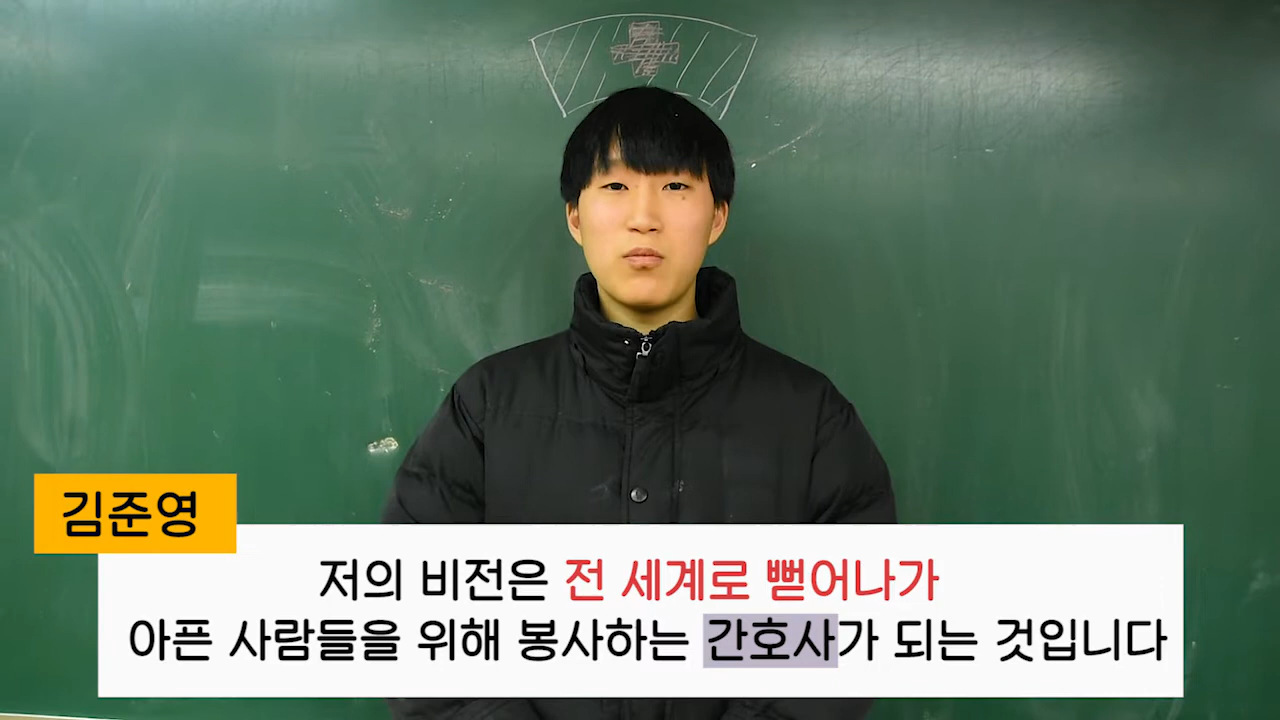 김준영
저의 비전은 전 세계로 뻗어나가
아픈 사람들을 위해 봉사하는 간호사가 되는 것입니다